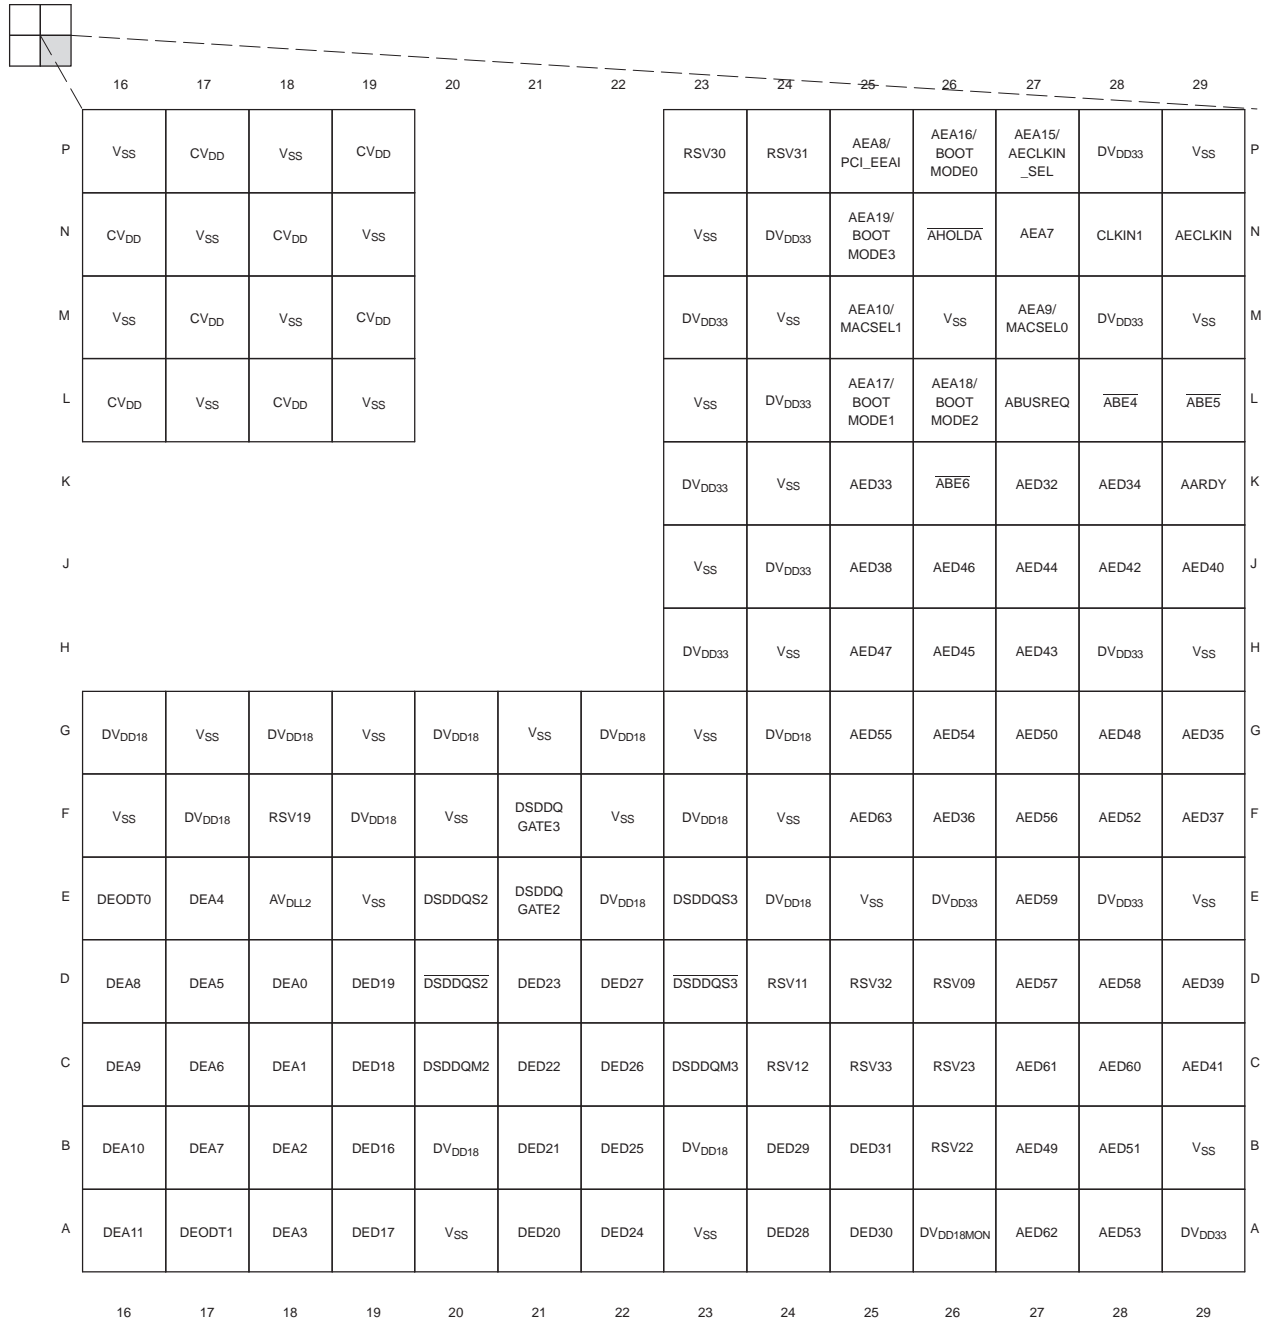 16 17 18 19 20 21 22 23 24 25 26 27 28 29
P VSS CVDD VSS CVDD RSV30 RSV31 AEA8/ PCI_EEAI AEA16/ BOOT MODE0 AEA15/ AECLKIN _SEL DVDD33 VSS P
N CVDD VSS CVDD VSS VSS DVDD33 AEA19/ BOOT MODE3 AHOLDA AEA7 CLKIN1 AECLKIN N
M VSS CVDD VSS CVDD DVDD33 VSS AEA10/ MACSEL1 VSS AEA9/ MACSEL0 DVDD33 VSS M
L CVDD VSS CVDD VSS VSS DVDD33 AEA17/ BOOT MODE1 AEA18/ BOOT MODE2 ABUSREQ ABE4 ABE5 L
K DVDD33 VSS AED33 ABE6 AED32 AED34 AARDY K
J VSS DVDD33 AED38 AED46 AED44 AED42 AED40 J
H DVDD33 VSS AED47 AED45 AED43 DVDD33 VSS H
G DVDD18 VSS DVDD18 VSS DVDD18 VSS DVDD18 VSS DVDD18 AED55 AED54 AED50 AED48 AED35 G
F VSS DVDD18 RSV19 DVDD18 VSS DSDDQ GATE3 VSS DVDD18 VSS AED63 AED36 AED56 AED52 AED37 F
E DEODT0 DEA4 AVDLL2 VSS DSDDQS2 DSDDQ GATE2 DVDD18 DSDDQS3 DVDD18 VSS DVDD33 AED59 DVDD33 VSS E
D DEA8 DEA5 DEA0 DED19 DSDDQS2 DED23 DED27 DSDDQS3 RSV11 RSV32 RSV09 AED57 AED58 AED39 D
C DEA9 DEA6 DEA1 DED18 DSDDQM2 DED22 DED26 DSDDQM3 RSV12 RSV33 RSV23 AED61 AED60 AED41 C
B DEA10 DEA7 DEA2 DED16 DVDD18 DED21 DED25 DVDD18 DED29 DED31 RSV22 AED49 AED51 VSS B
A DEA11 DEODT1 DEA3 DED17 VSS DED20 DED24 VSS DED28 DED30 DVDD18MON AED62 AED53 DVDD33 A
16 17 18 19 20 21 22 23 24 25 26 27 28 29